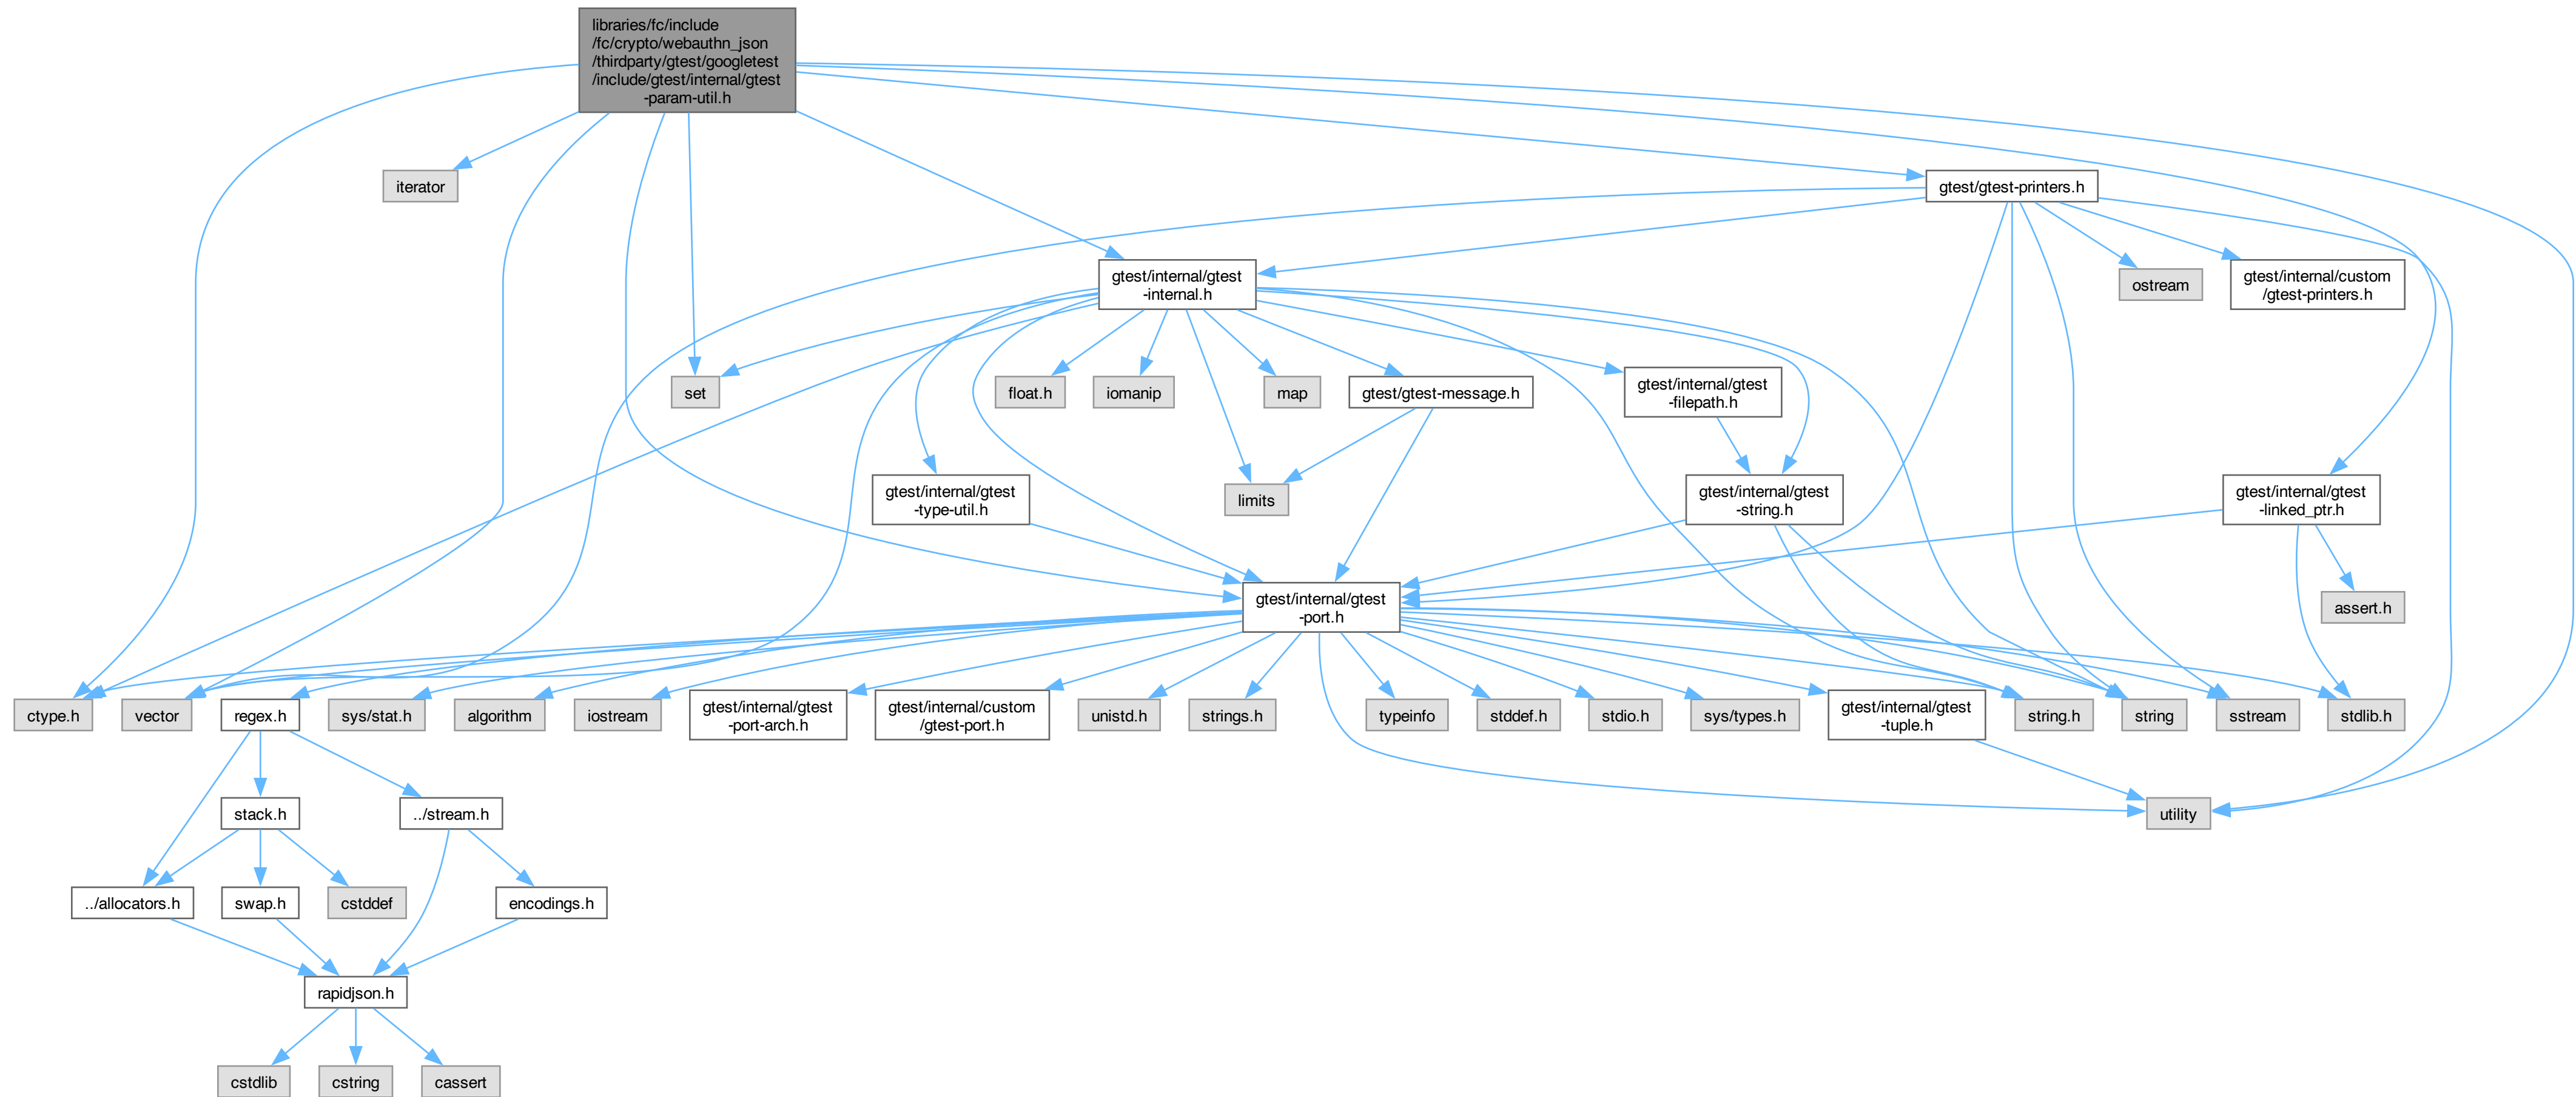 libraries/fc/include
/fc/crypto/webauthn_json
/thirdparty/gtest/googletest
/include/gtest/internal/gtest
-param-util.h
iterator
gtest/gtest-printers.h
gtest/internal/gtest
-internal.h
ostream
gtest/internal/custom
/gtest-printers.h
set
float.h
iomanip
map
gtest/gtest-message.h
gtest/internal/gtest
-filepath.h
gtest/internal/gtest
-type-util.h
limits
gtest/internal/gtest
-string.h
gtest/internal/gtest
-linked_ptr.h
gtest/internal/gtest
-port.h
assert.h
ctype.h
vector
regex.h
sys/stat.h
algorithm
iostream
gtest/internal/gtest
-port-arch.h
gtest/internal/custom
/gtest-port.h
unistd.h
strings.h
typeinfo
stddef.h
stdio.h
sys/types.h
gtest/internal/gtest
-tuple.h
string.h
string
sstream
stdlib.h
stack.h
../stream.h
utility
../allocators.h
swap.h
cstddef
encodings.h
rapidjson.h
cstdlib
cstring
cassert